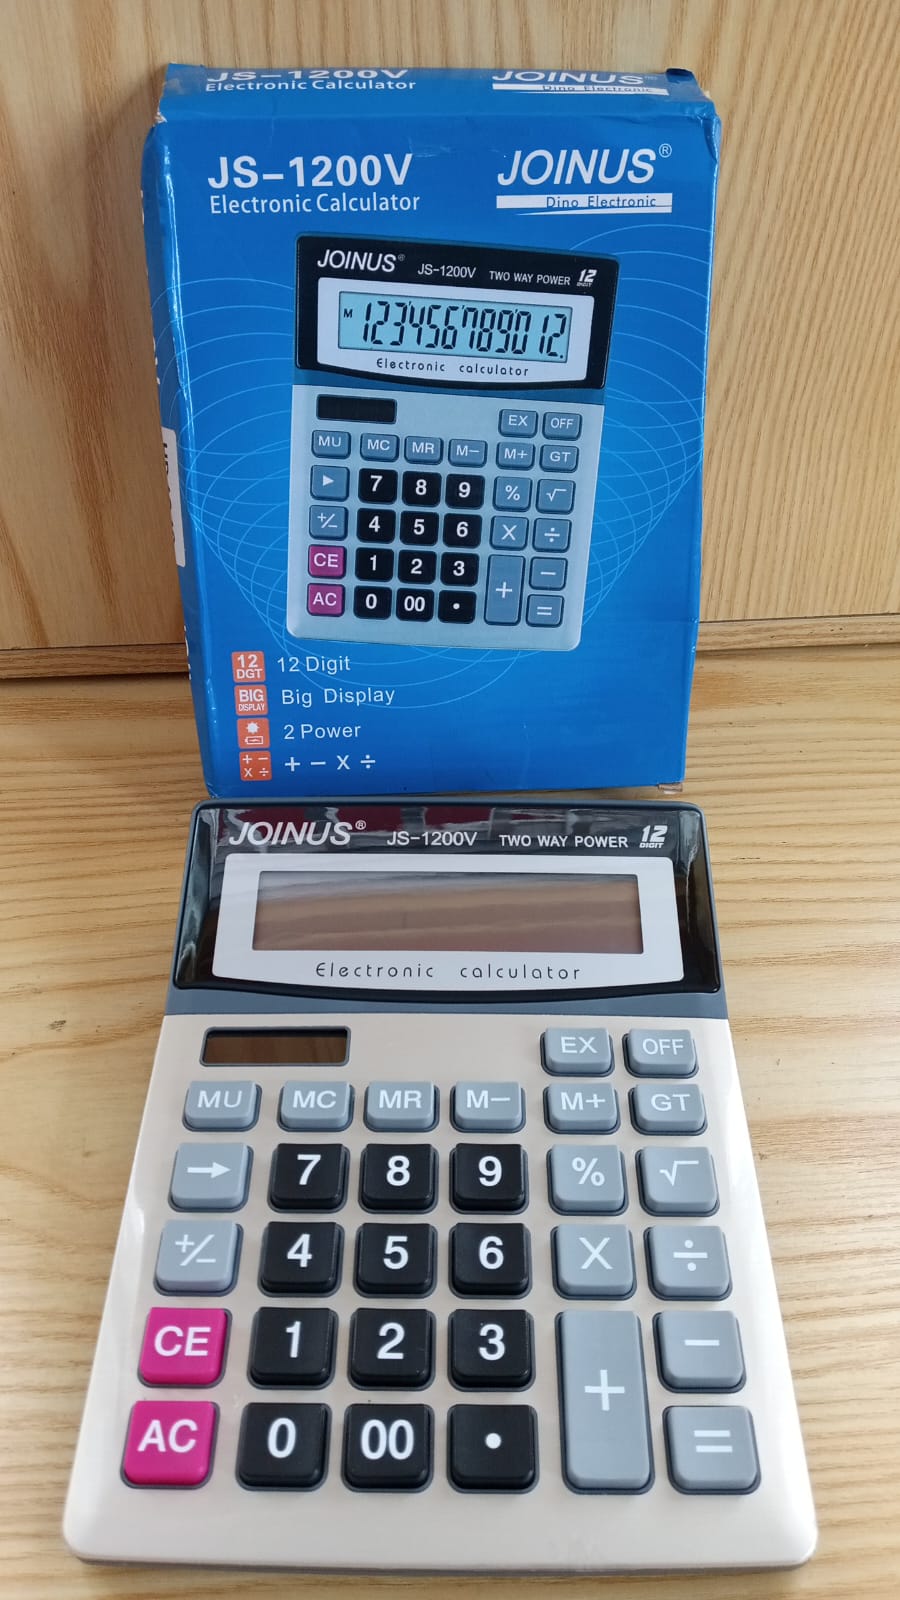 JS-1200V JOINUS
Electronic Calculator Dino Electronic
JS-1200V JOINUS®
Electronic Calculator Dino Electronic
JOINUS® JS-1200V TWO WAY POWER 12 DIGIT
M 123456789012.
Electronic calculator
EX OFF
MU MC MR M− M+ GT
▶ 7 8 9 % √
+/− 4 5 6 X ÷
CE 1 2 3 −
AC 0 00 • + =
12 DGT 12 Digit
BIG DISPLAY Big Display
2 Power
+ − X ÷ + − X ÷
JOINUS® JS-1200V TWO WAY POWER 12 DIGIT
Electronic calculator
EX OFF
MU MC MR M− M+ GT
→ 7 8 9 % √
+/− 4 5 6 X ÷
CE 1 2 3 −
AC 0 00 • + =